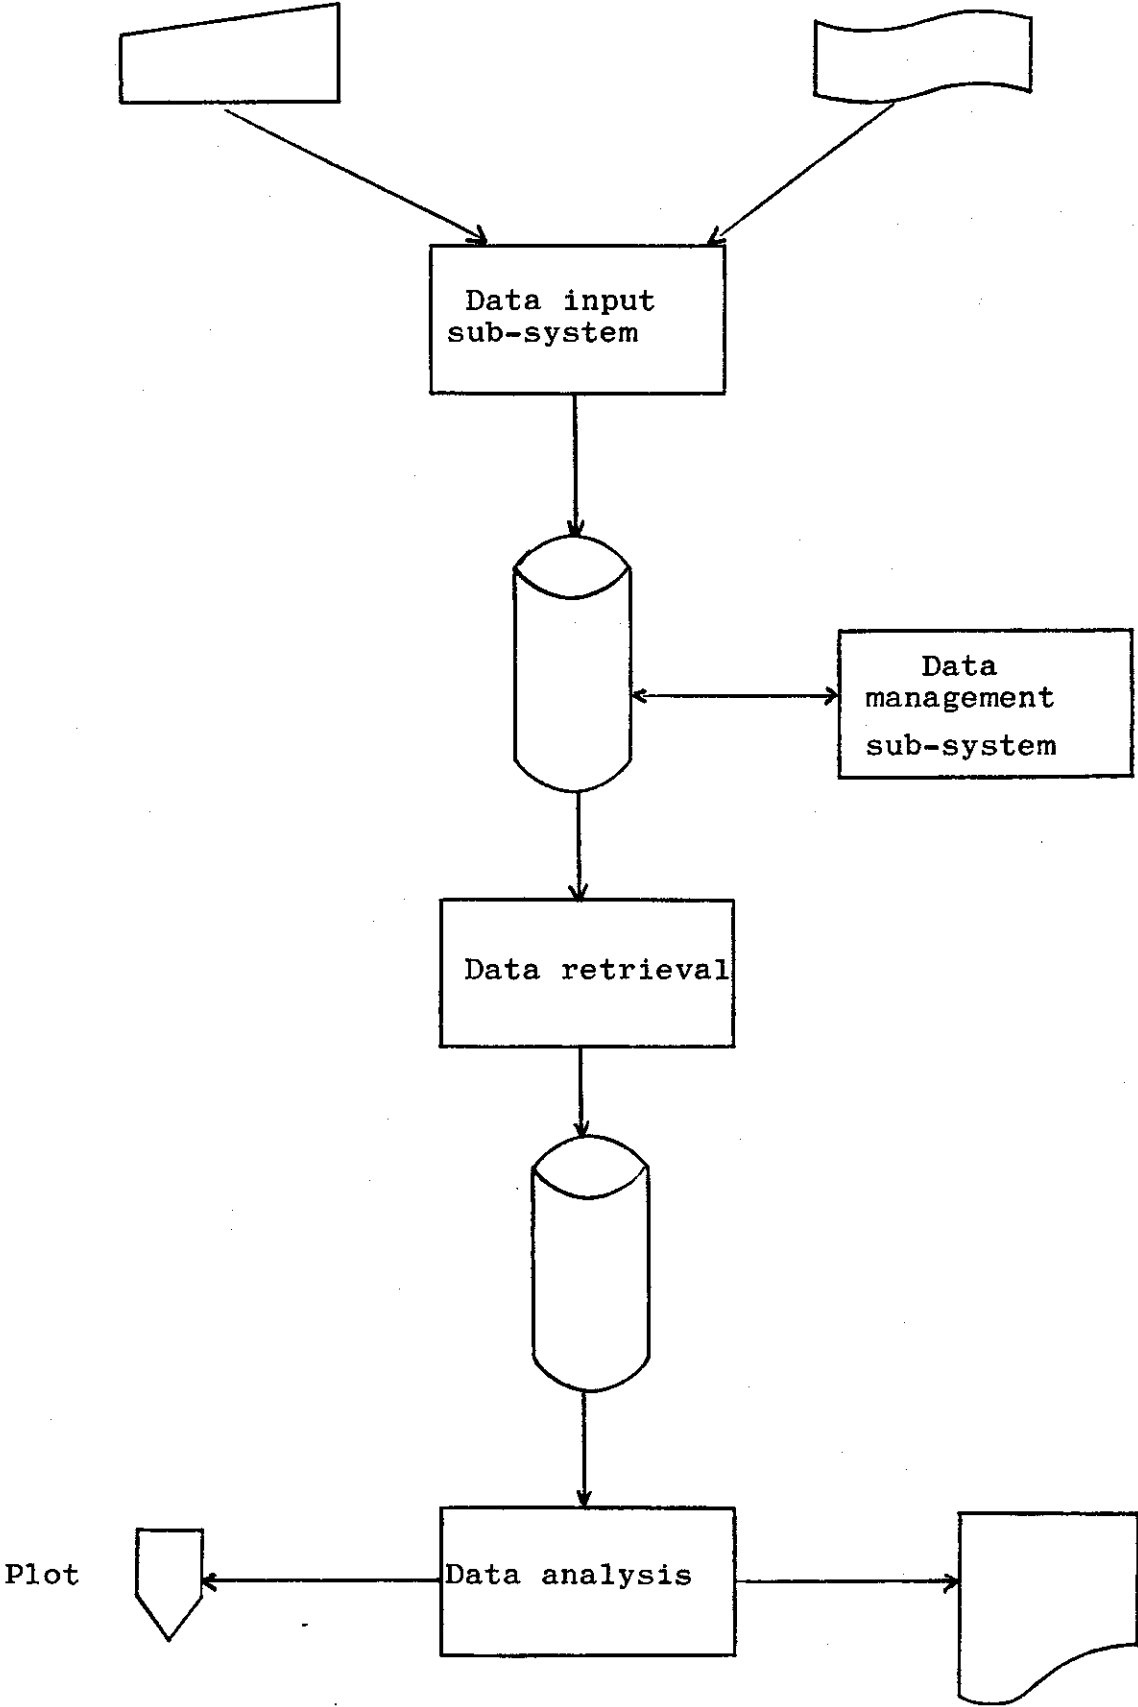 Data input
sub-system
Data
management
sub-system
Data retrieval
Plot
Data analysis